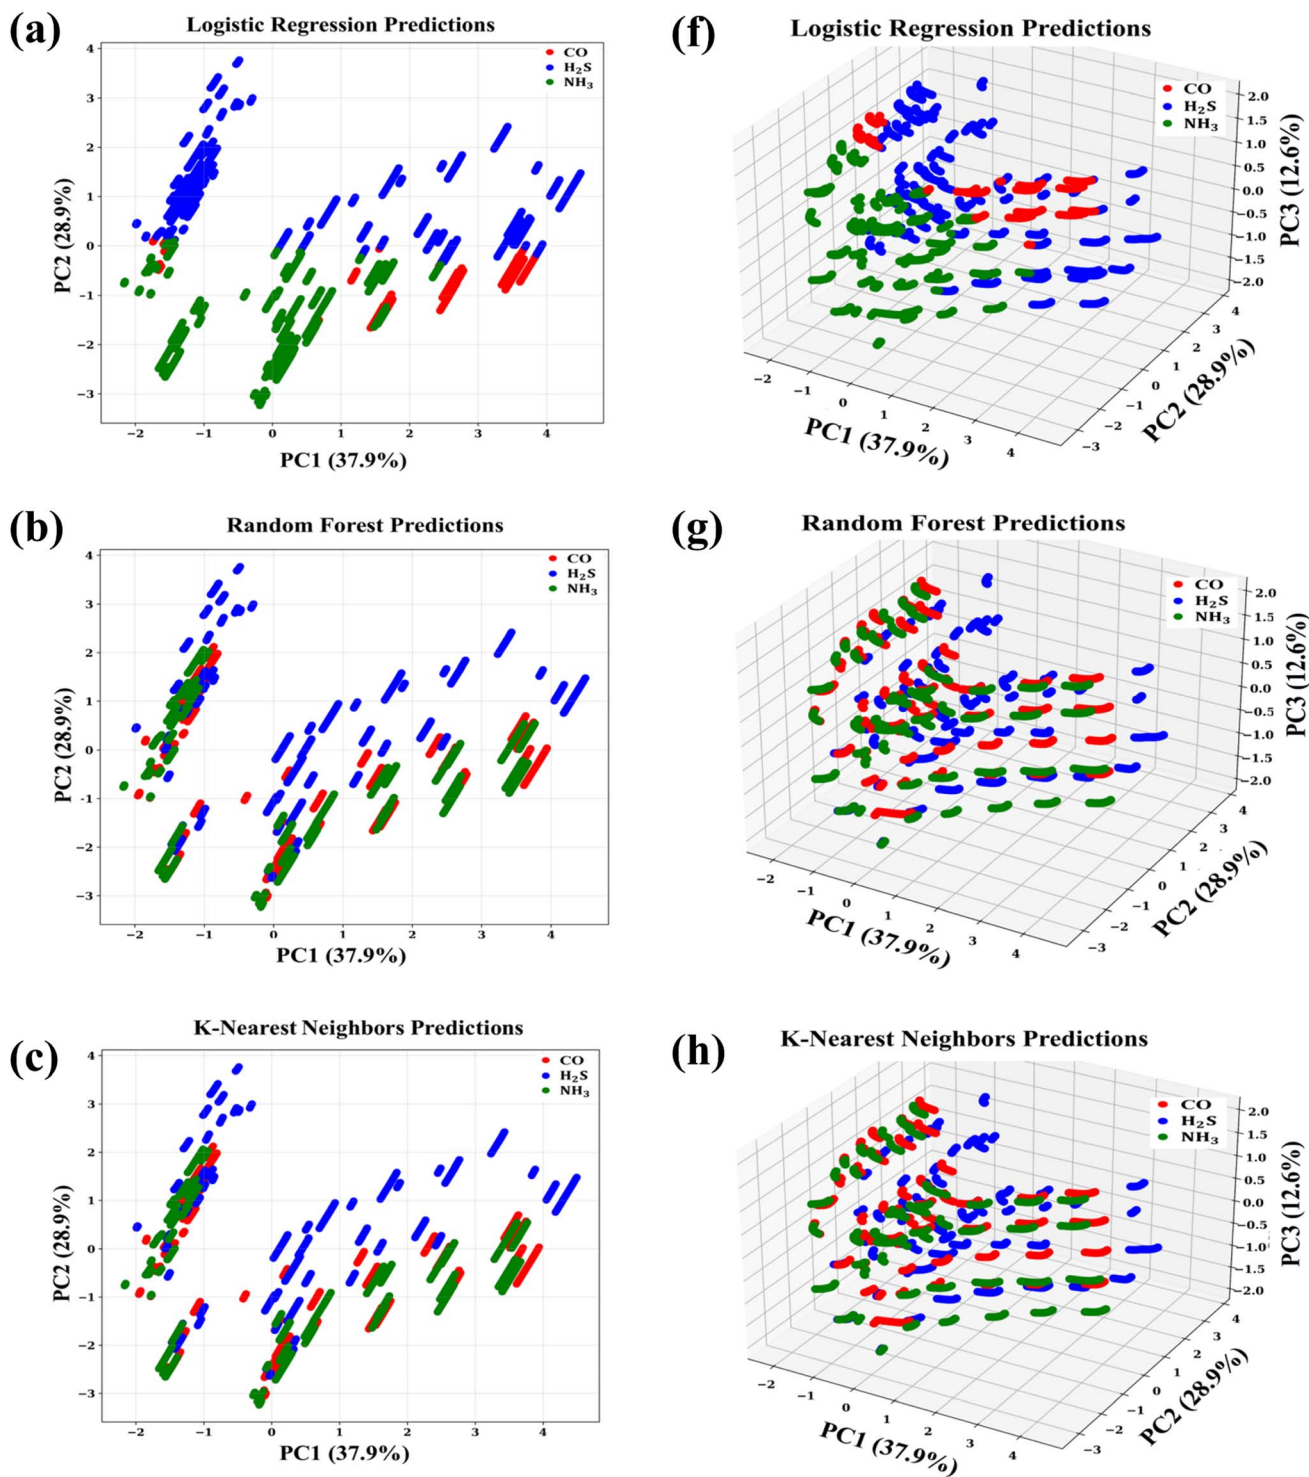 (a)
Logistic Regression Predictions
CO
H₂S
NH₃
4
3
2
1
0
−1
−2
−3
PC2 (28.9%)
−2 −1 0 1 2 3 4
PC1 (37.9%)
(f)
Logistic Regression Predictions
CO
H₂S
NH₃
2.0
1.5
1.0
0.5
0.0
−0.5
−1.0
−1.5
−2.0
PC3 (12.6%)
4
3
2
1
0
−1
−2
−3
PC2 (28.9%)
−2 −1 0 1 2 3 4
PC1 (37.9%)
(b)
Random Forest Predictions
CO
H₂S
NH₃
4
3
2
1
0
−1
−2
−3
PC2 (28.9%)
−2 −1 0 1 2 3 4
PC1 (37.9%)
(g)
Random Forest Predictions
CO
H₂S
NH₃
2.0
1.5
1.0
0.5
0.0
−0.5
−1.0
−1.5
−2.0
PC3 (12.6%)
4
3
2
1
0
−1
−2
−3
PC2 (28.9%)
−2 −1 0 1 2 3 4
PC1 (37.9%)
(c)
K-Nearest Neighbors Predictions
CO
H₂S
NH₃
4
3
2
1
0
−1
−2
−3
PC2 (28.9%)
−2 −1 0 1 2 3 4
PC1 (37.9%)
(h)
K-Nearest Neighbors Predictions
CO
H₂S
NH₃
2.0
1.5
1.0
0.5
0.0
−0.5
−1.0
−1.5
−2.0
PC3 (12.6%)
4
3
2
1
0
−1
−2
−3
PC2 (28.9%)
−2 −1 0 1 2 3 4
PC1 (37.9%)